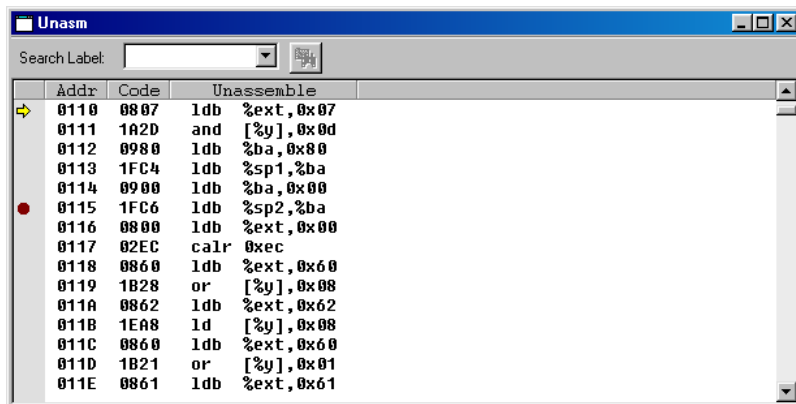 Unasm
Search Label:
Addr Code Unassemble
0110 0807 ldb %ext,0x07
0111 1A2D and [%y],0x0d
0112 0980 ldb %ba,0x80
0113 1FC4 ldb %sp1,%ba
0114 0900 ldb %ba,0x00
0115 1FC6 ldb %sp2,%ba
0116 0800 ldb %ext,0x00
0117 02EC calr 0xec
0118 0860 ldb %ext,0x60
0119 1B28 or [%y],0x08
011A 0862 ldb %ext,0x62
011B 1EA8 ld [%y],0x08
011C 0860 ldb %ext,0x60
011D 1B21 or [%y],0x01
011E 0861 ldb %ext,0x61